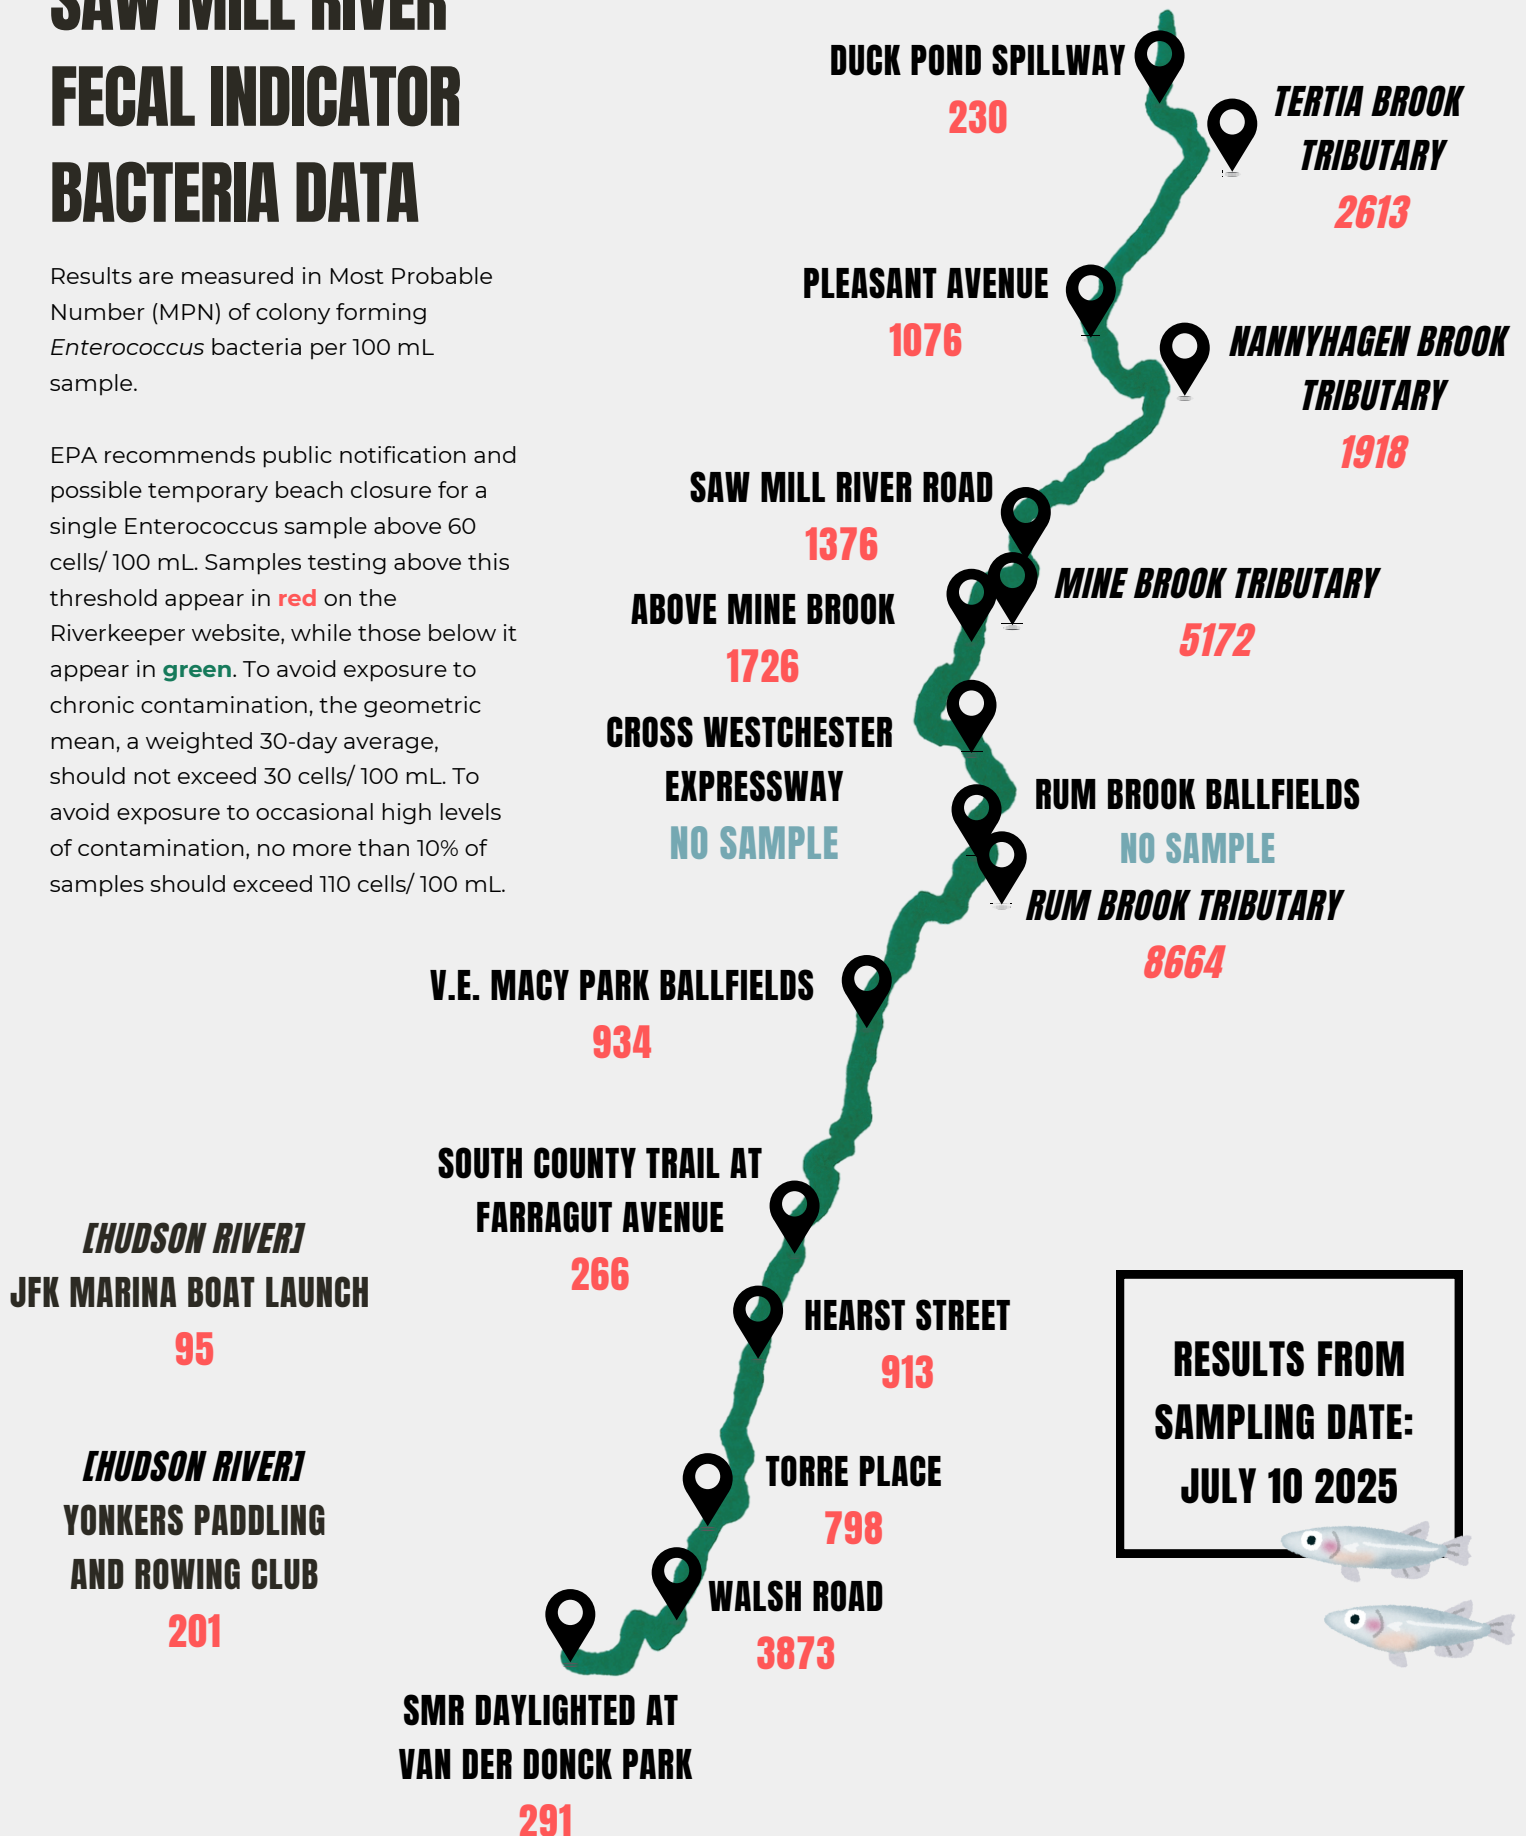 SAW MILL RIVER
FECAL INDICATOR
BACTERIA DATA
Results are measured in Most Probable
Number (MPN) of colony forming
Enterococcus bacteria per 100 mL
sample.
EPA recommends public notification and
possible temporary beach closure for a
single Enterococcus sample above 60
cells/ 100 mL. Samples testing above this
threshold appear in red on the
Riverkeeper website, while those below it
appear in green. To avoid exposure to
chronic contamination, the geometric
mean, a weighted 30-day average,
should not exceed 30 cells/ 100 mL. To
avoid exposure to occasional high levels
of contamination, no more than 10% of
samples should exceed 110 cells/ 100 mL.
DUCK POND SPILLWAY
230
TERTIA BROOK
TRIBUTARY
2613
PLEASANT AVENUE
1076
NANNYHAGEN BROOK
TRIBUTARY
1918
SAW MILL RIVER ROAD
1376
MINE BROOK TRIBUTARY
5172
ABOVE MINE BROOK
1726
CROSS WESTCHESTER
EXPRESSWAY
NO SAMPLE
RUM BROOK BALLFIELDS
NO SAMPLE
RUM BROOK TRIBUTARY
8664
V.E. MACY PARK BALLFIELDS
934
SOUTH COUNTY TRAIL AT
FARRAGUT AVENUE
266
[HUDSON RIVER]
JFK MARINA BOAT LAUNCH
95
HEARST STREET
913
[HUDSON RIVER]
YONKERS PADDLING
AND ROWING CLUB
201
TORRE PLACE
798
WALSH ROAD
3873
SMR DAYLIGHTED AT
VAN DER DONCK PARK
291
RESULTS FROM
SAMPLING DATE:
JULY 10 2025